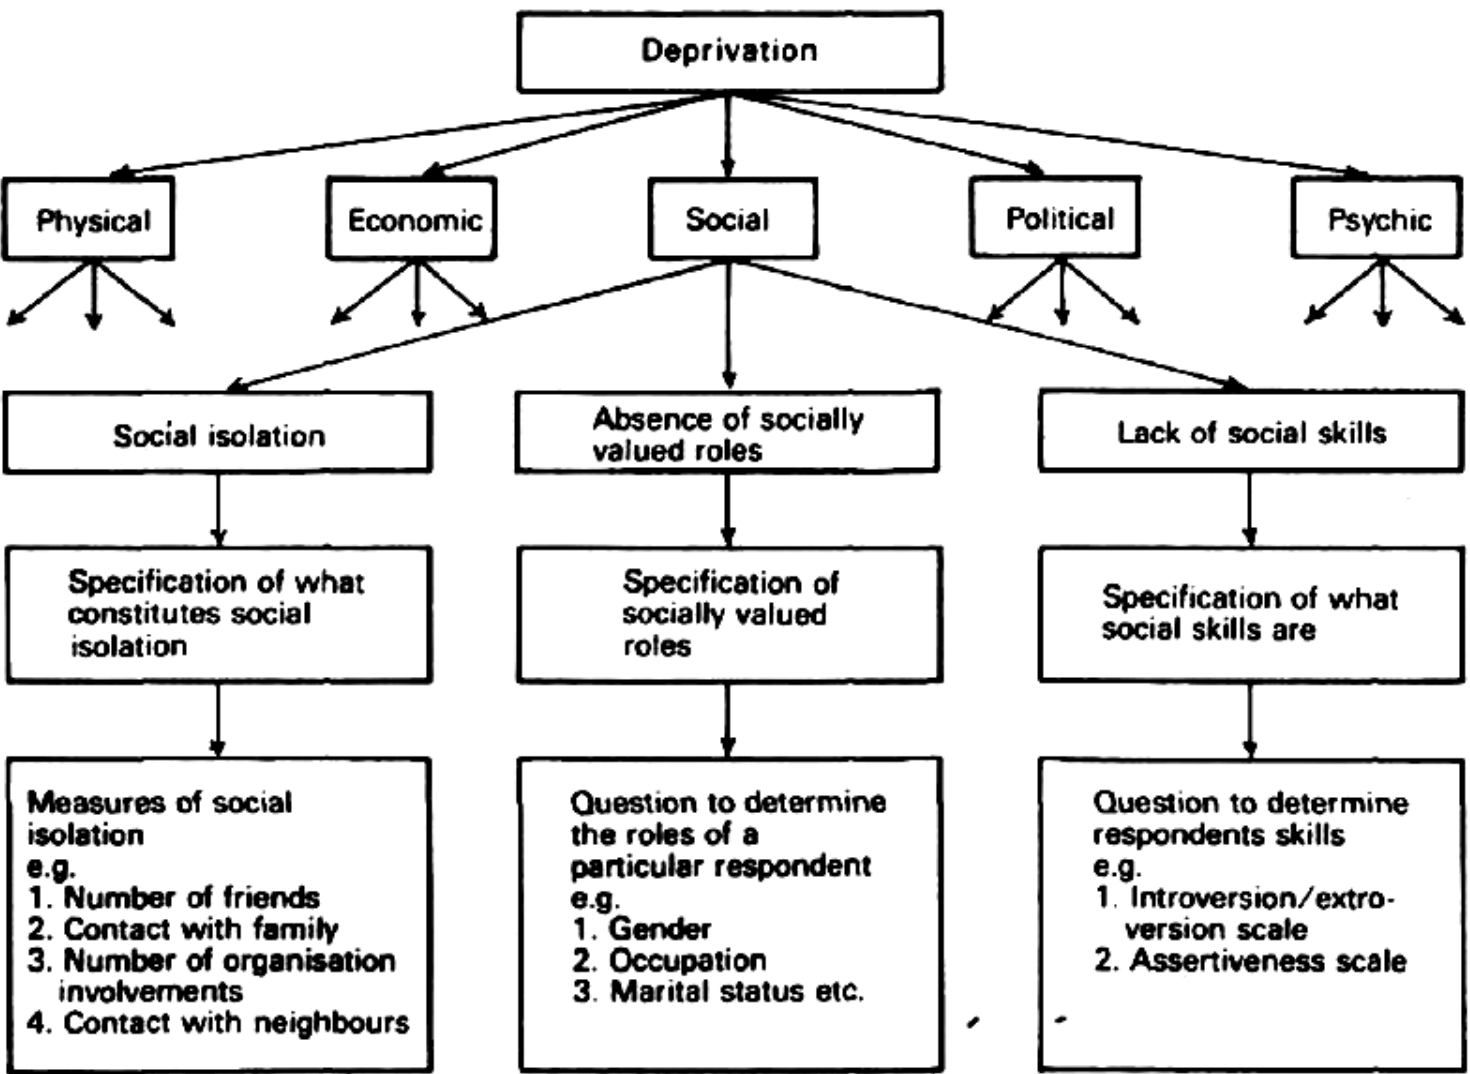 Deprivation
Physical
Economic
Social
Political
Psychic
Social isolation
Absence of socially
valued roles
Lack of social skills
Specification of what
constitutes social
isolation
Specification of
socially valued
roles
Specification of what
social skills are
Measures of social
isolation
e.g.
1. Number of friends
2. Contact with family
3. Number of organisation
involvements
4. Contact with neighbours
Question to determine
the roles of a
particular respondent
e.g.
1. Gender
2. Occupation
3. Marital status etc.
Question to determine
respondents skills
e.g.
1. Introversion/extro-
version scale
2. Assertiveness scale